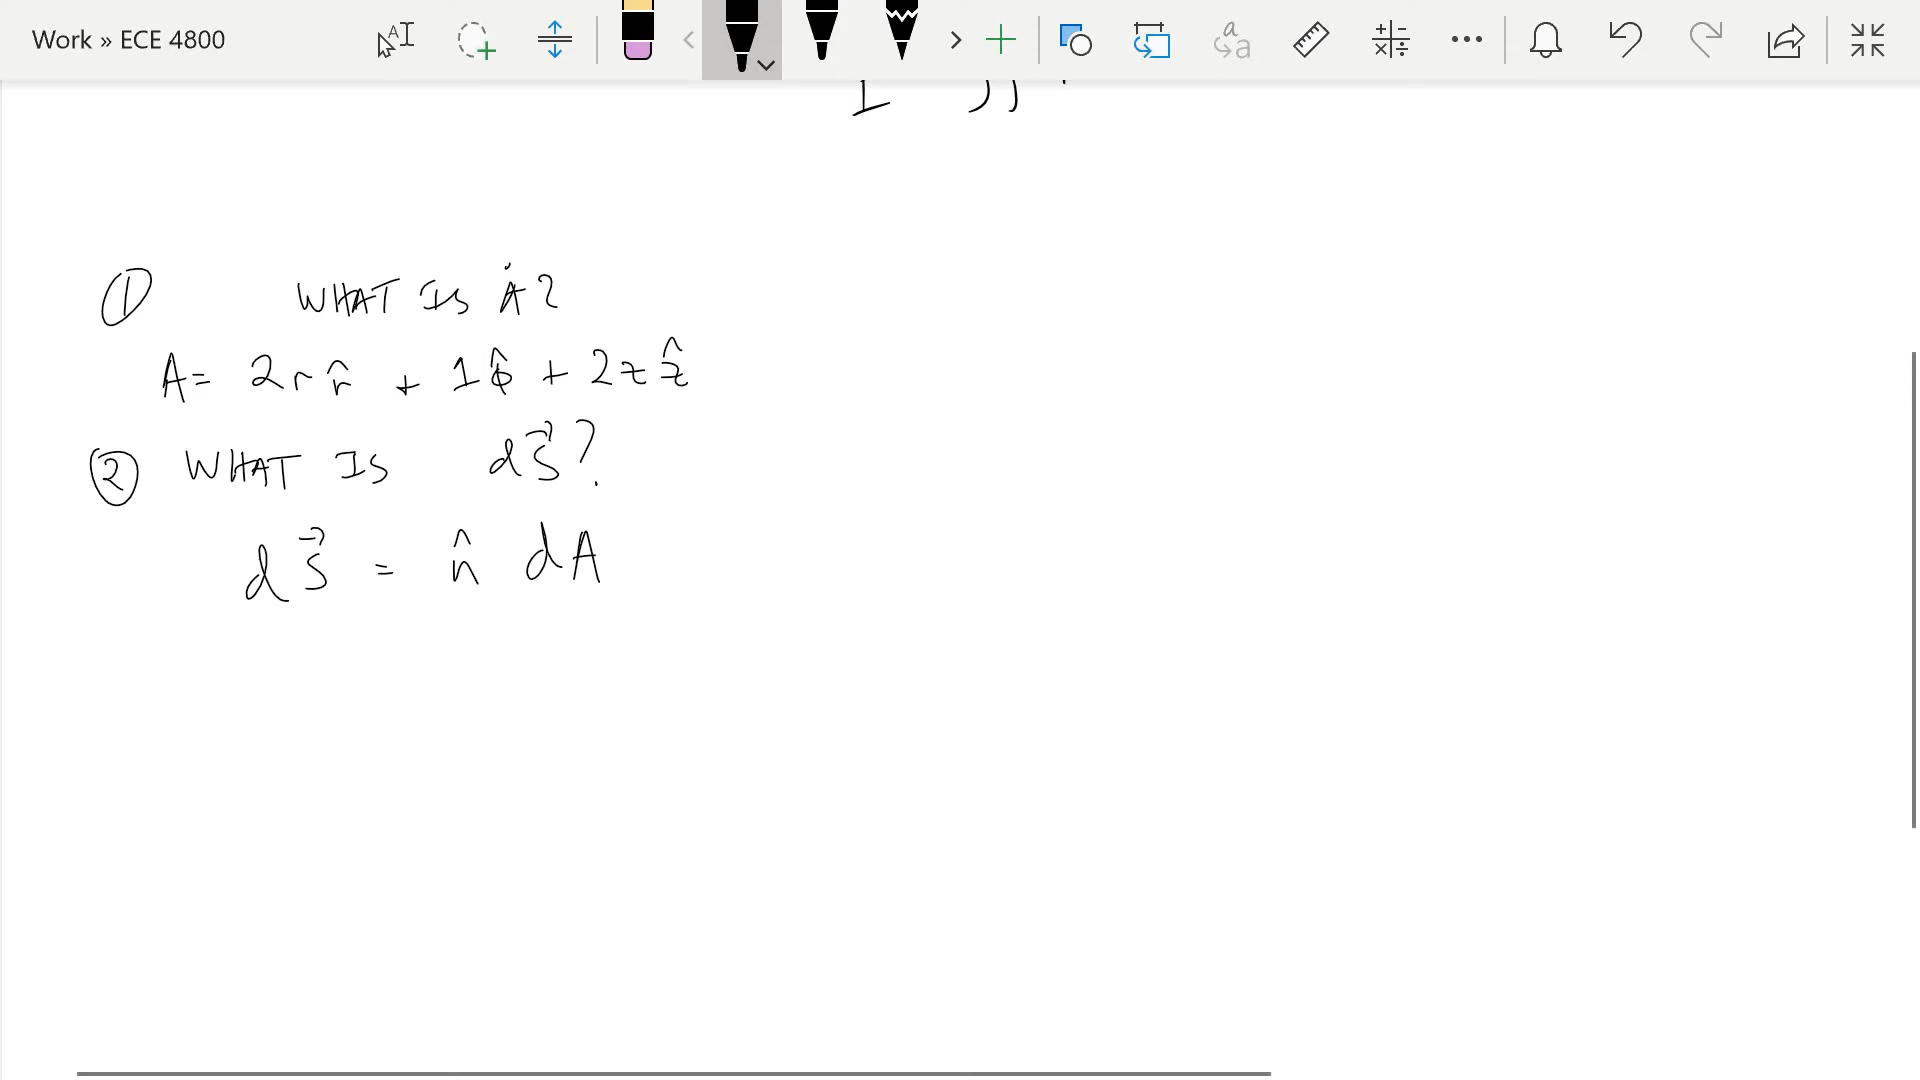 Work » ECE 4800
① WHAT IS A?
A = 2r r̂ + 1 φ̂ + 2z ẑ
② WHAT IS dS⃗?
dS⃗ = n̂ dA